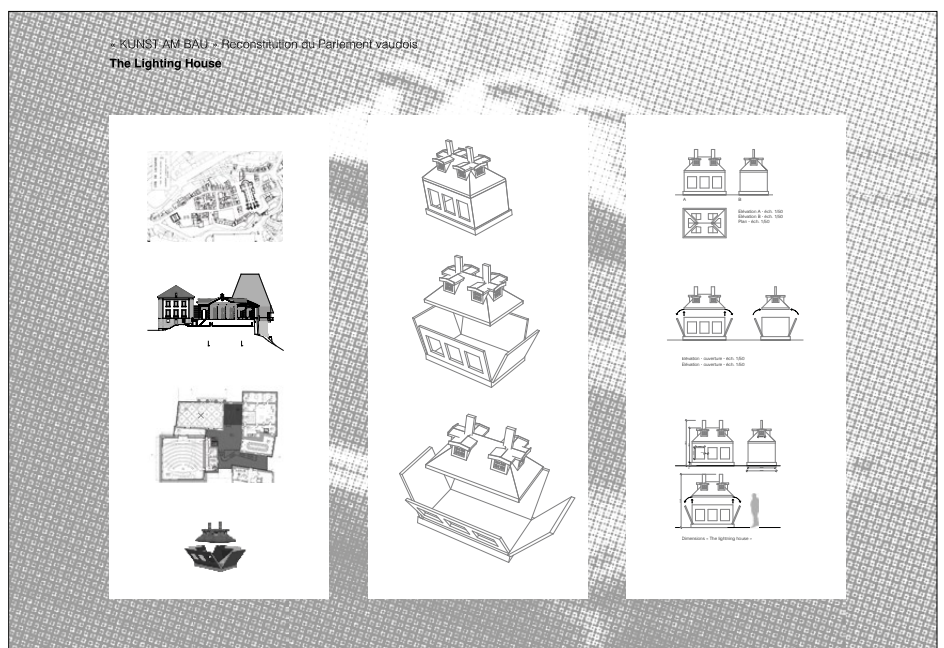 « KUNST AM BAU » Reconstitution du Parlement vaudois
The Lighting House
A
B
Elévation A - éch. 1/50
Elévation B - éch. 1/50
Plan - éch. 1/50
Elévation - ouverture - éch. 1/50
Elévation - ouverture - éch. 1/50
Dimensions « The lightning house »